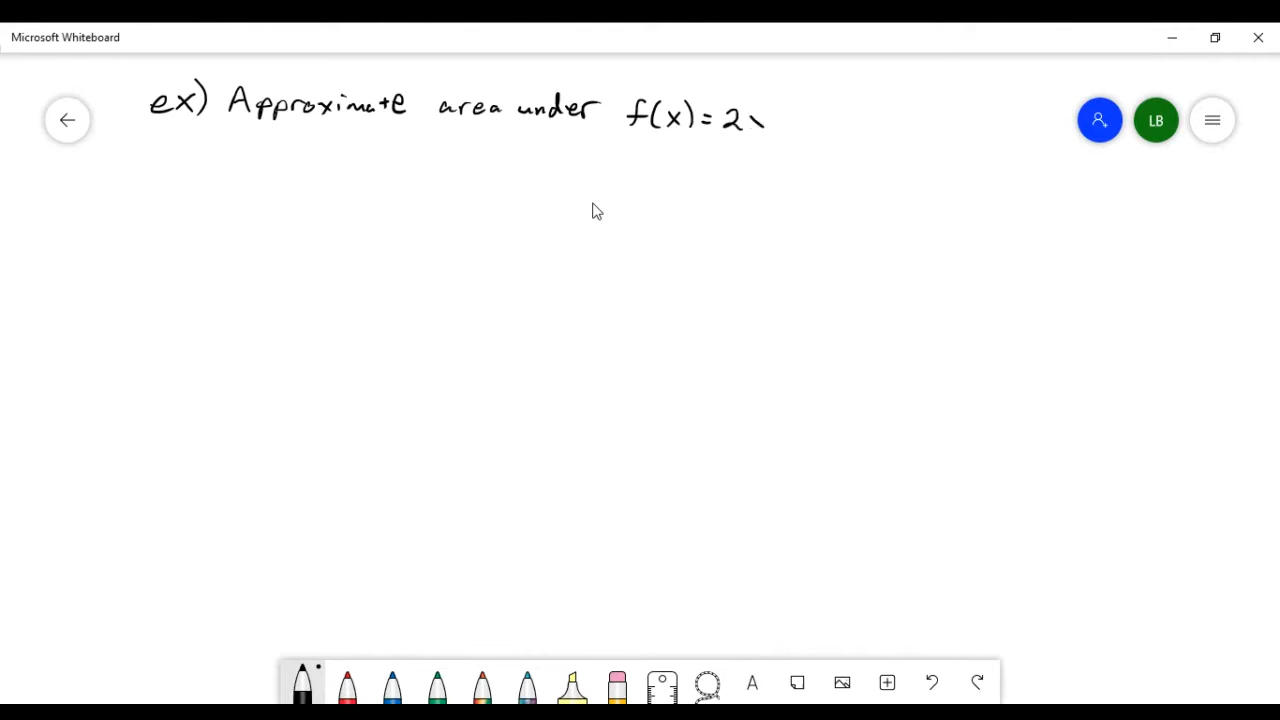 Microsoft Whiteboard
ex) Approximate area under f(x) = 2
LB
A